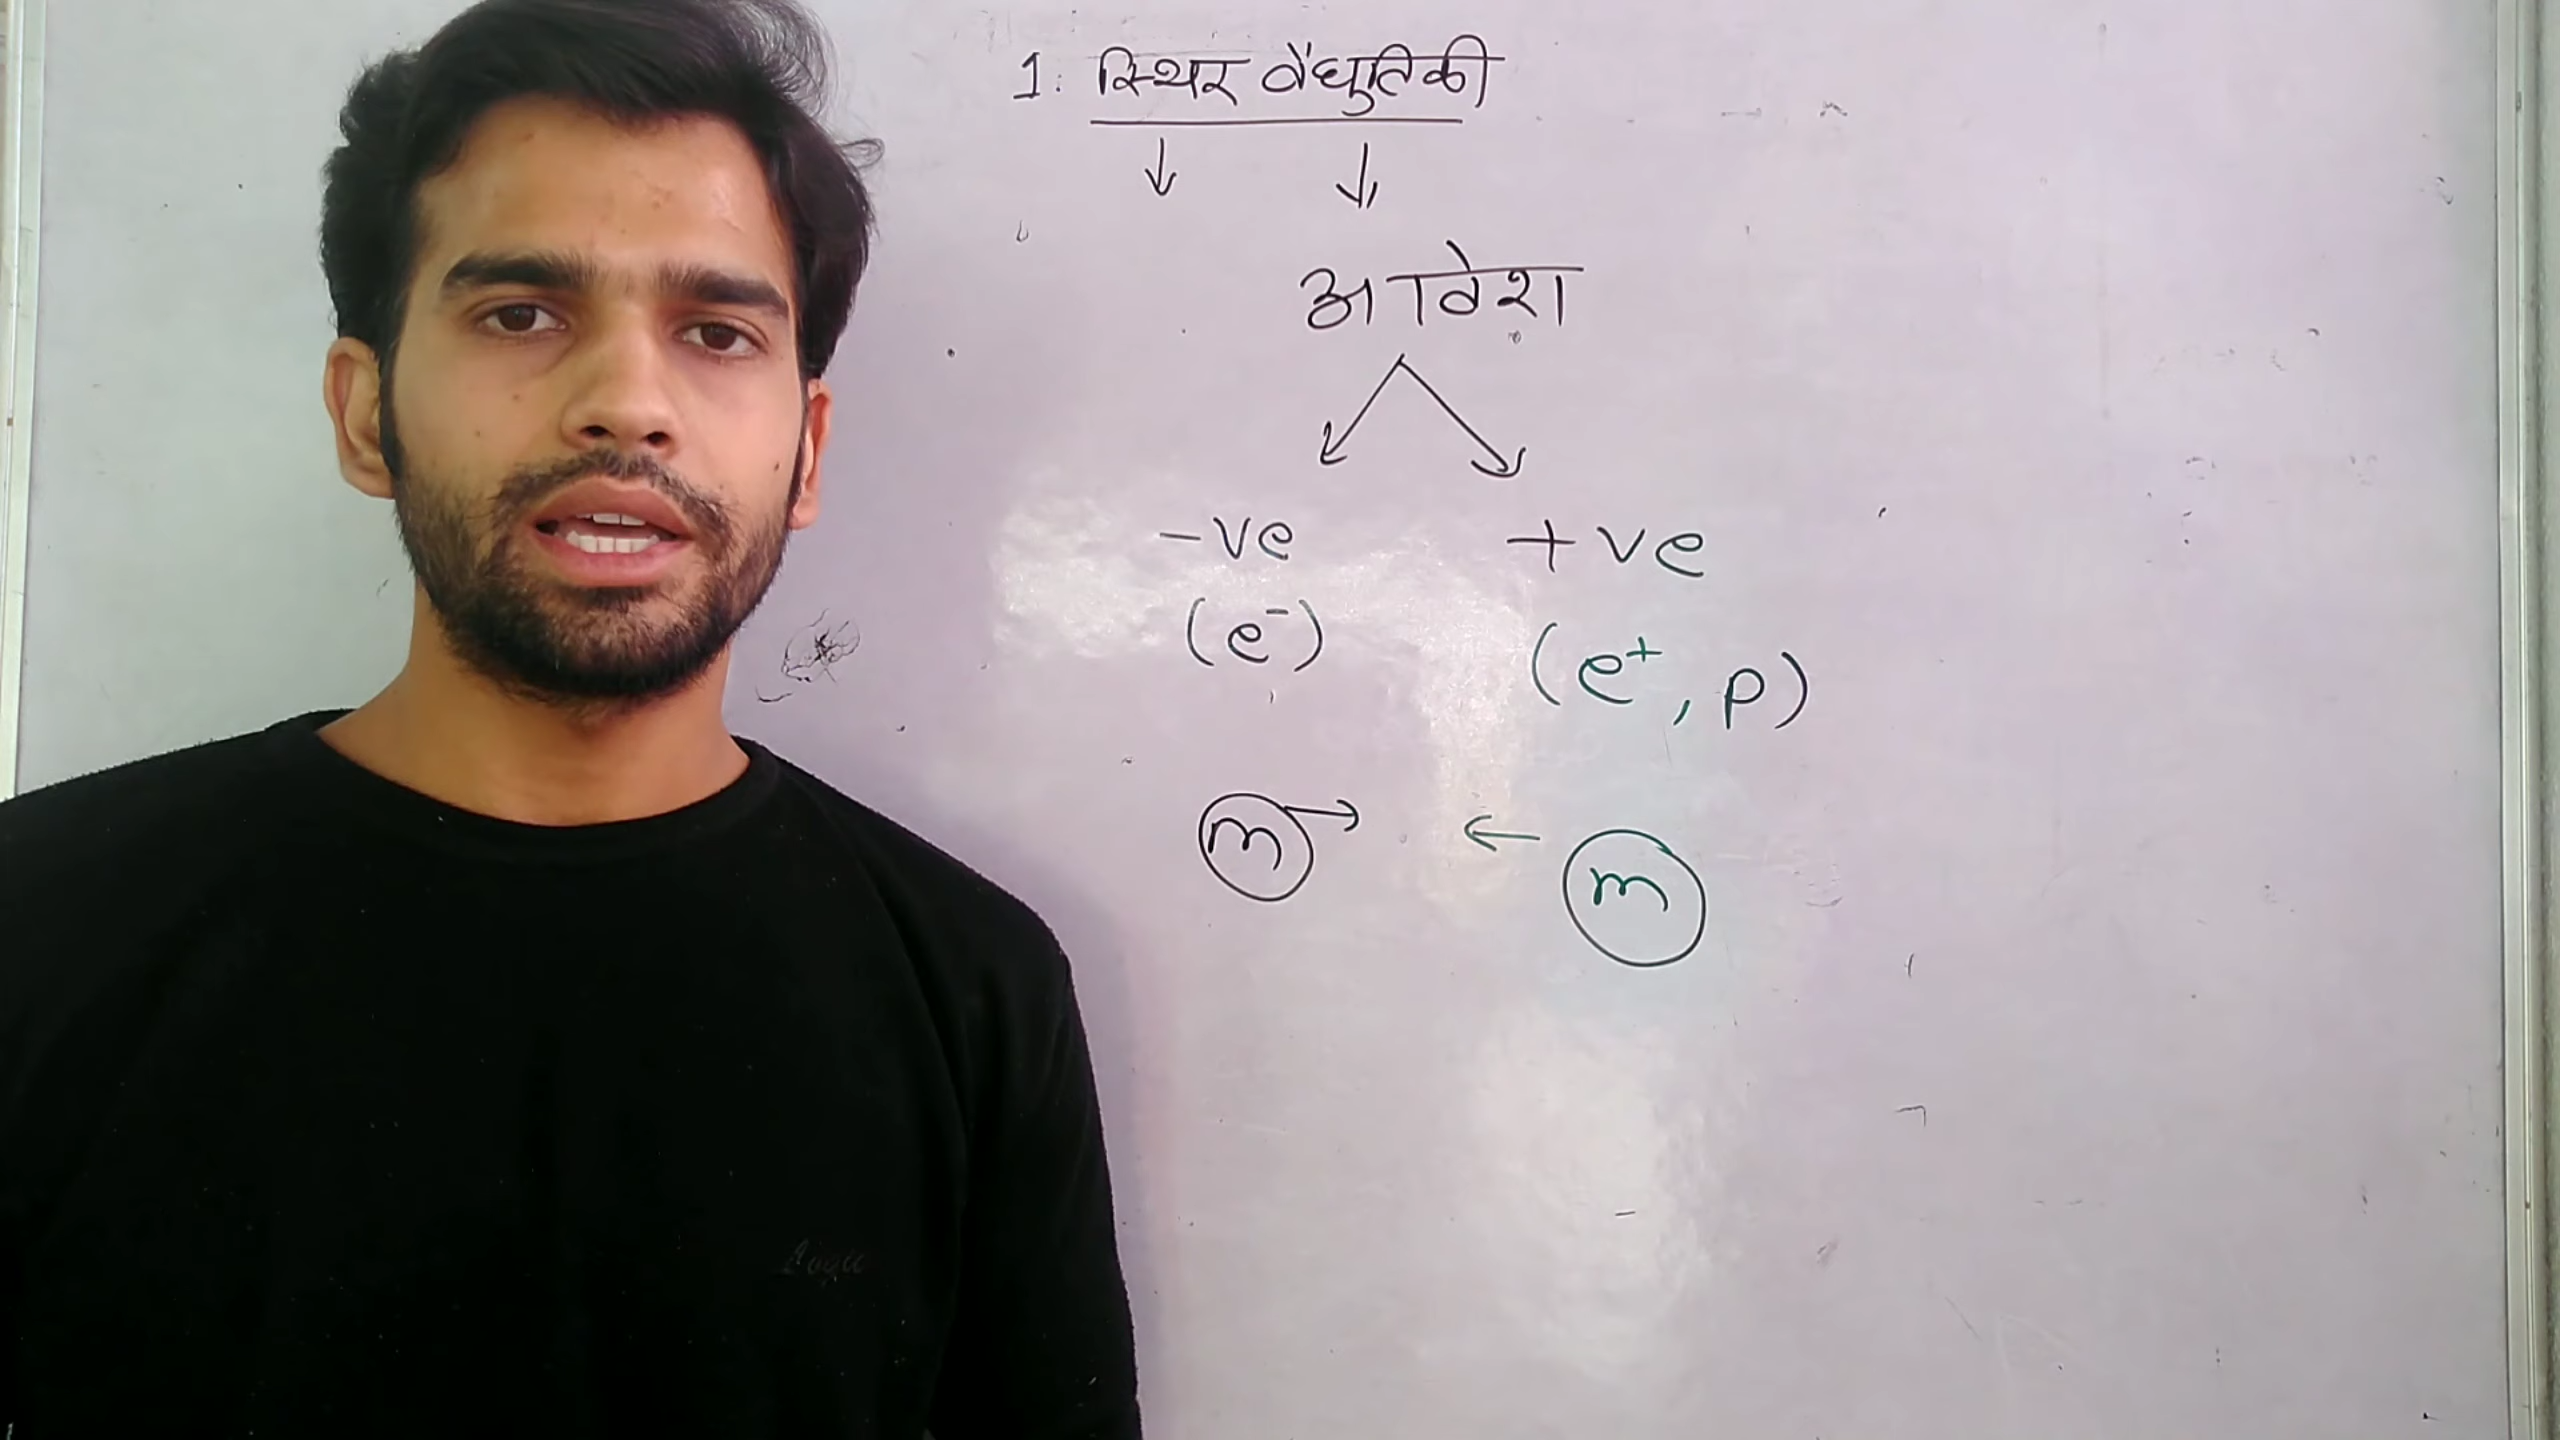 1. स्थिर वैद्युतिकी
आवेश
-ve +ve
(e⁻) (e⁺, p)
m m